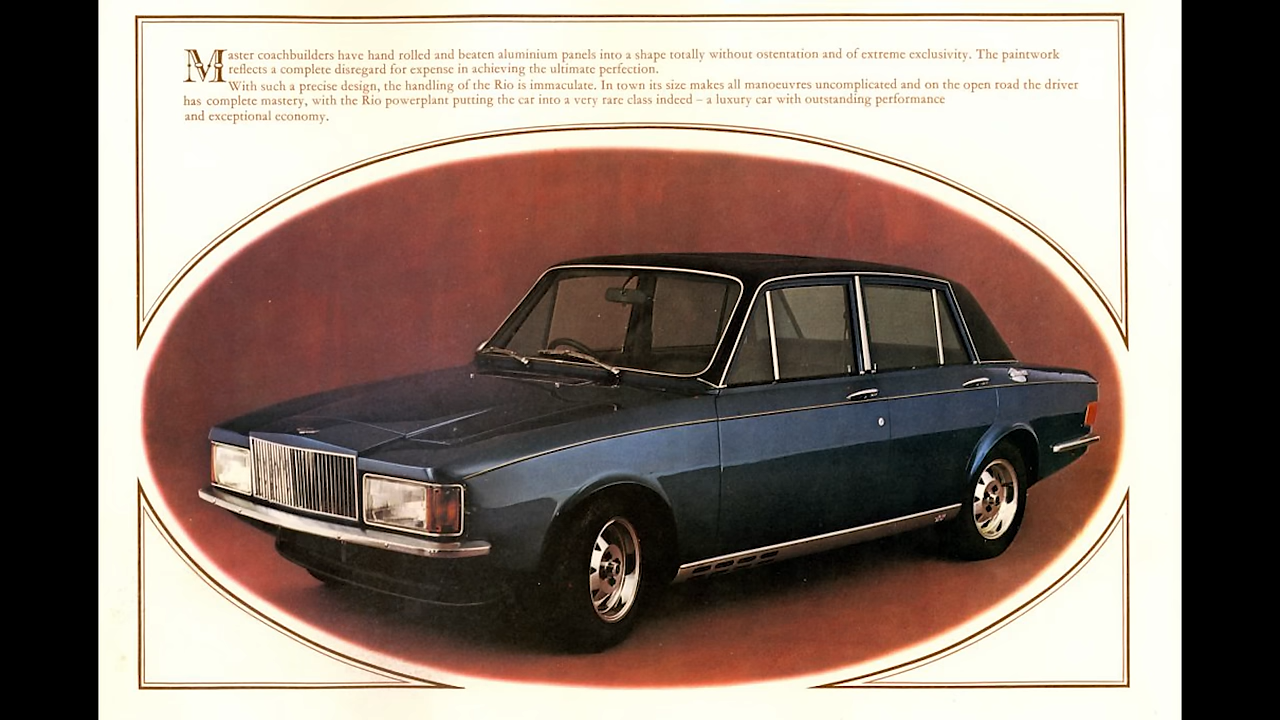 Master coachbuilders have hand rolled and beaten aluminium panels into a shape totally without ostentation and of extreme exclusivity. The paintwork
reflects a complete disregard for expense in achieving the ultimate perfection.
With such a precise design, the handling of the Rio is immaculate. In town its size makes all manoeuvres uncomplicated and on the open road the driver
has complete mastery, with the Rio powerplant putting the car into a very rare class indeed – a luxury car with outstanding performance
and exceptional economy.